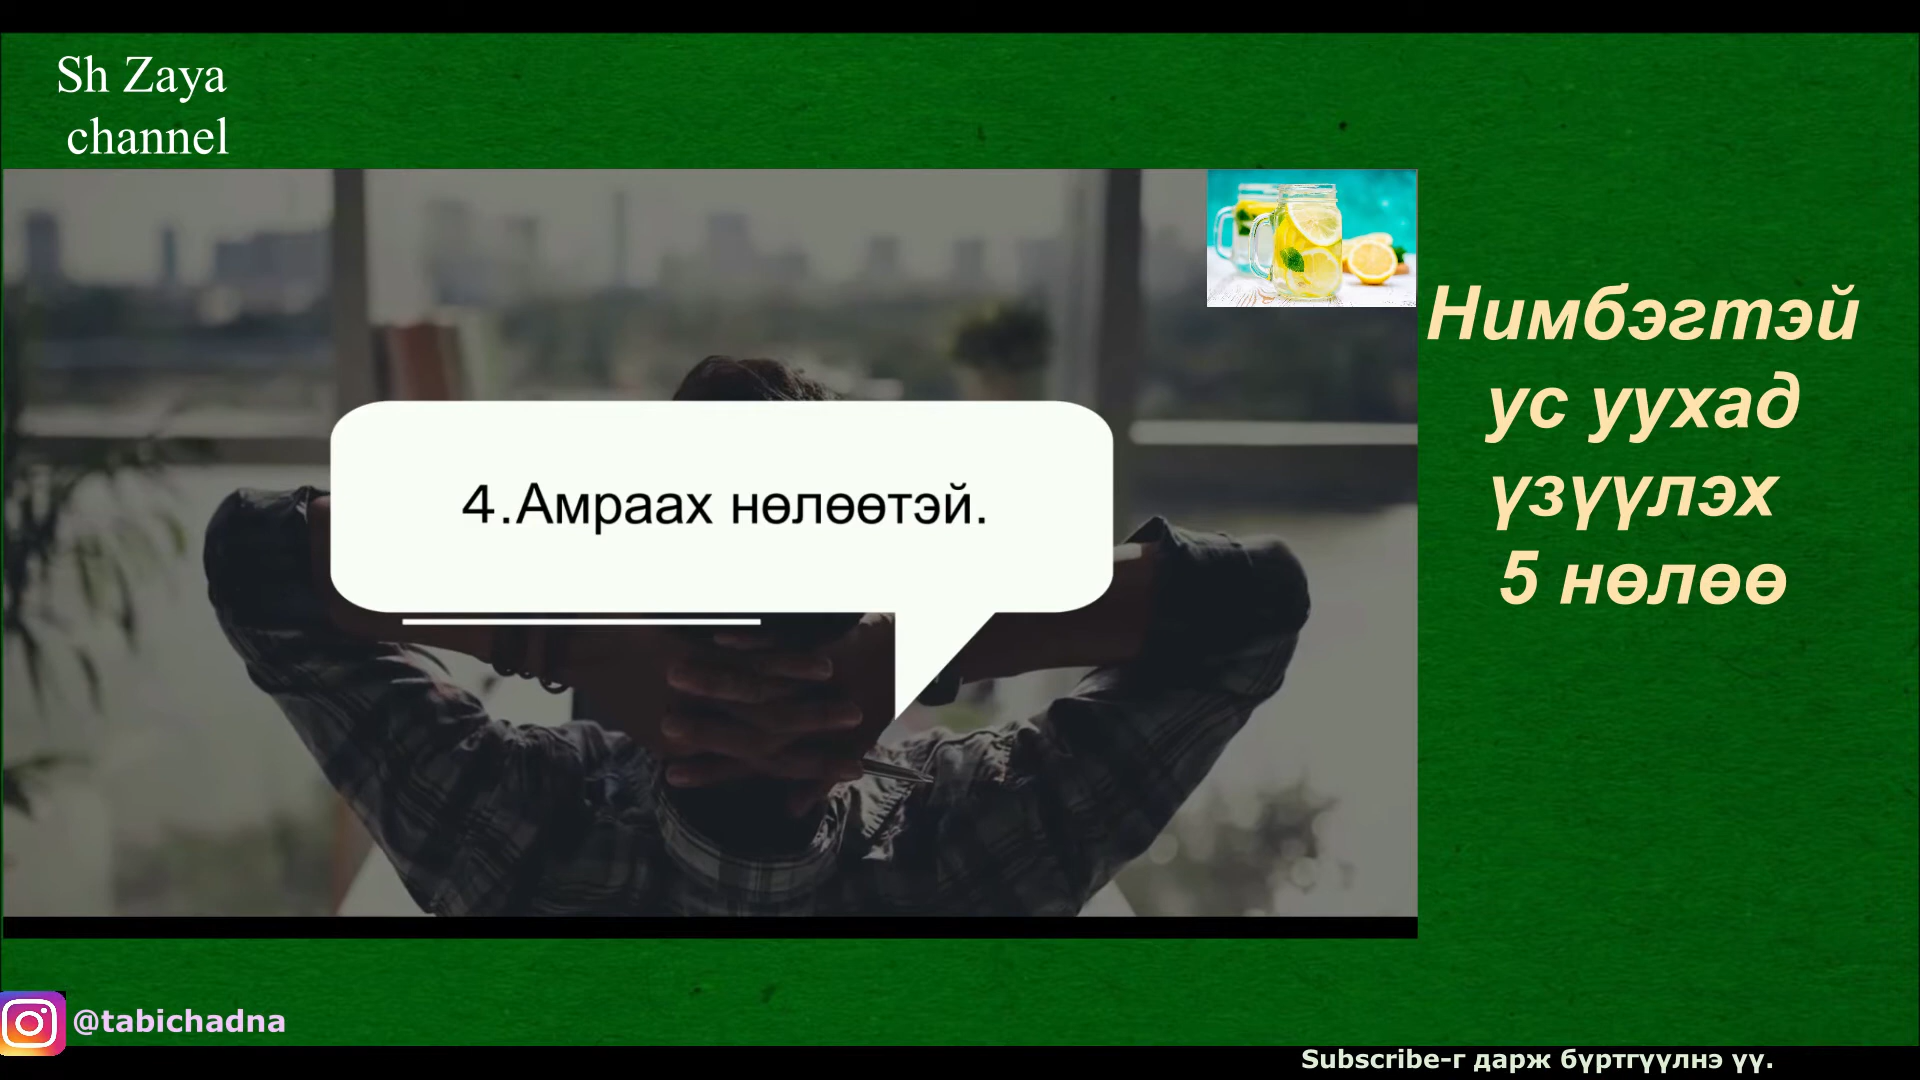 Sh Zaya
channel
4.Амраах нөлөөтэй.
Нимбэгтэй
ус уухад
үзүүлэх
5 нөлөө
@tabichadna
Subscribe-г дарж бүртгүүлнэ үү.